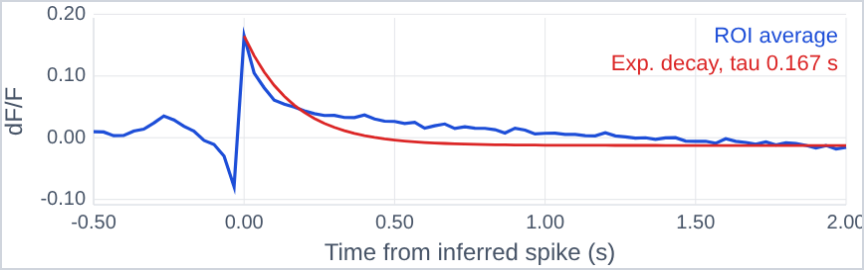 0.20
ROI average
Exp. decay, tau 0.167 s
0.10
dF/F
0.00
-0.10
-0.50 0.00 0.50 1.00 1.50 2.00
Time from inferred spike (s)